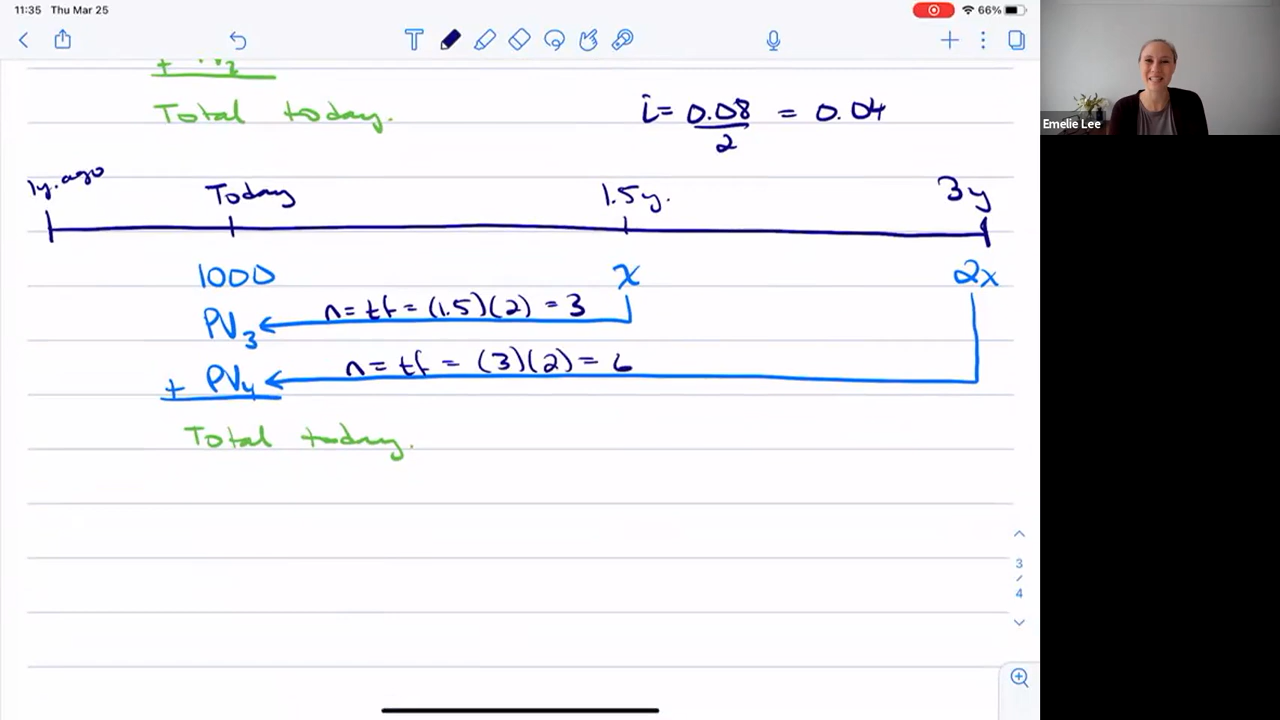 11:35 Thu Mar 25
66%
T
Total today.
i= 0.08 = 0.04
2
1y. ago
Today
1.5y.
3y
1000
x
2x
PV3
n= tf = (1.5)(2) = 3
+ PV4
n= tf = (3)(2) = 6
Total today.
3
/
4
Emelie Lee